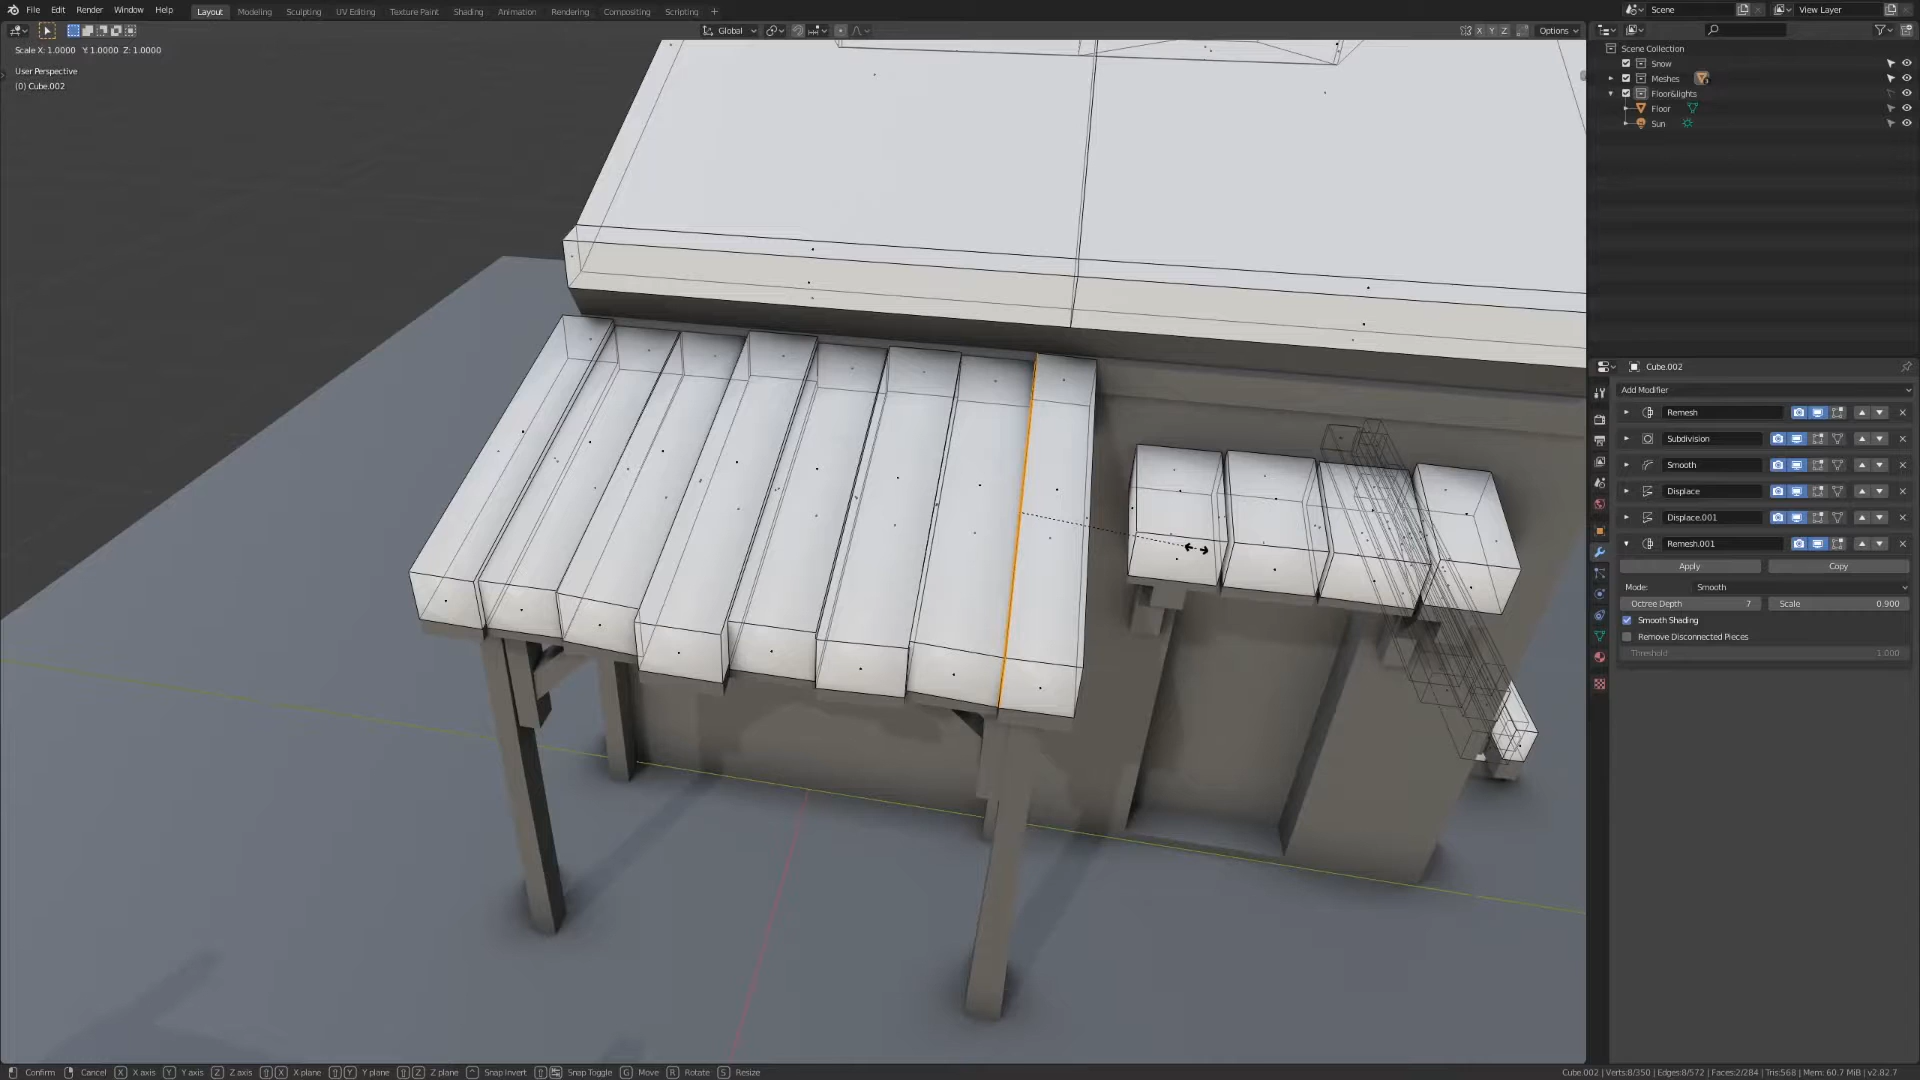 File Edit Render Window Help Layout Modeling Sculpting UV Editing Texture Paint Shading Animation Rendering Compositing Scripting + Scene View Layer
Global X Y Z Options
Scale X: 1.0000 Y: 1.0000 Z: 1.0000
User Perspective
(0) Cube.002
Scene Collection
Snow
Meshes
Floor&lights
Floor
Sun
Cube.002
Add Modifier
Remesh
Subdivision
Smooth
Displace
Displace.001
Remesh.001
Apply Copy
Mode: Smooth
Octree Depth 7 Scale 0.900
Smooth Shading
Remove Disconnected Pieces
Threshold 1.000
Confirm Cancel X X axis Y Y axis Z Z axis X X plane Y Y plane Z Z plane Snap Invert Snap Toggle G Move R Rotate S Resize Cube.002 | Verts:8/350 | Edges:8/572 | Faces:2/284 | Tris:568 | Mem: 60.7 MiB | v2.82.7